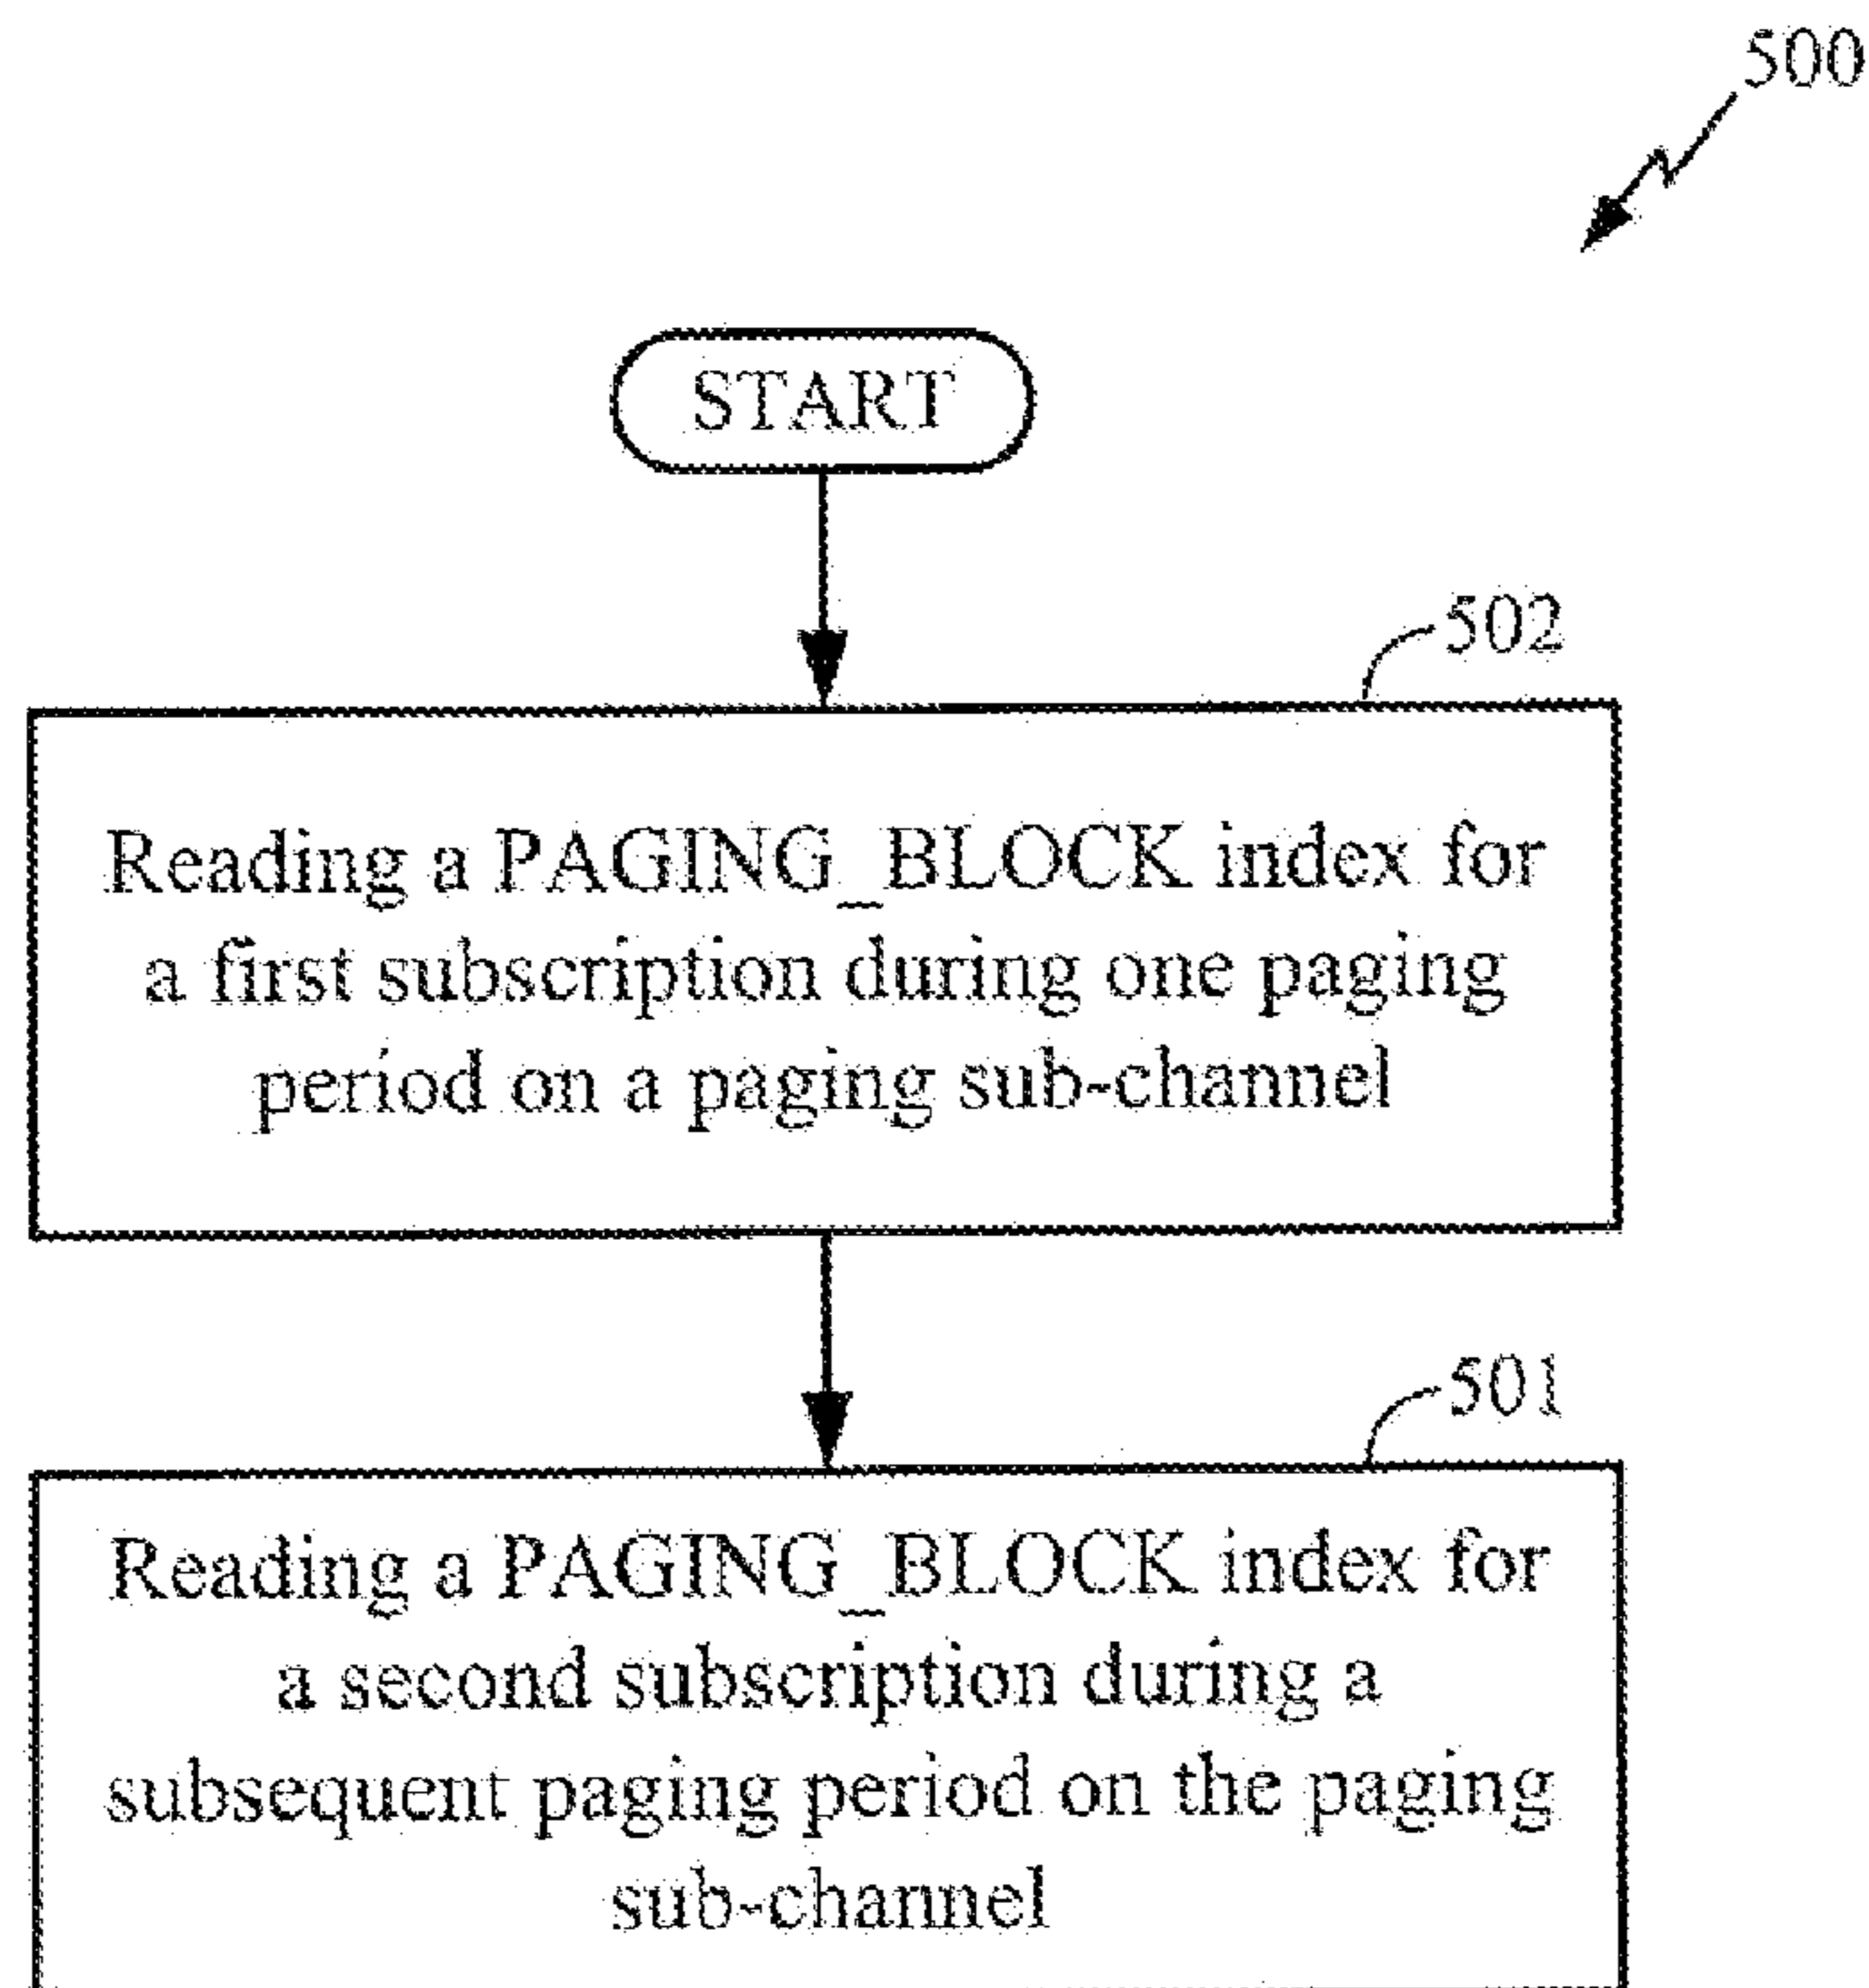 500
START
502
Reading a PAGING_BLOCK index for
a first subscription during one paging
period on a paging sub-channel
501
Reading a PAGING_BLOCK index for
a second subscription during a
subsequent paging period on the paging
sub-channel